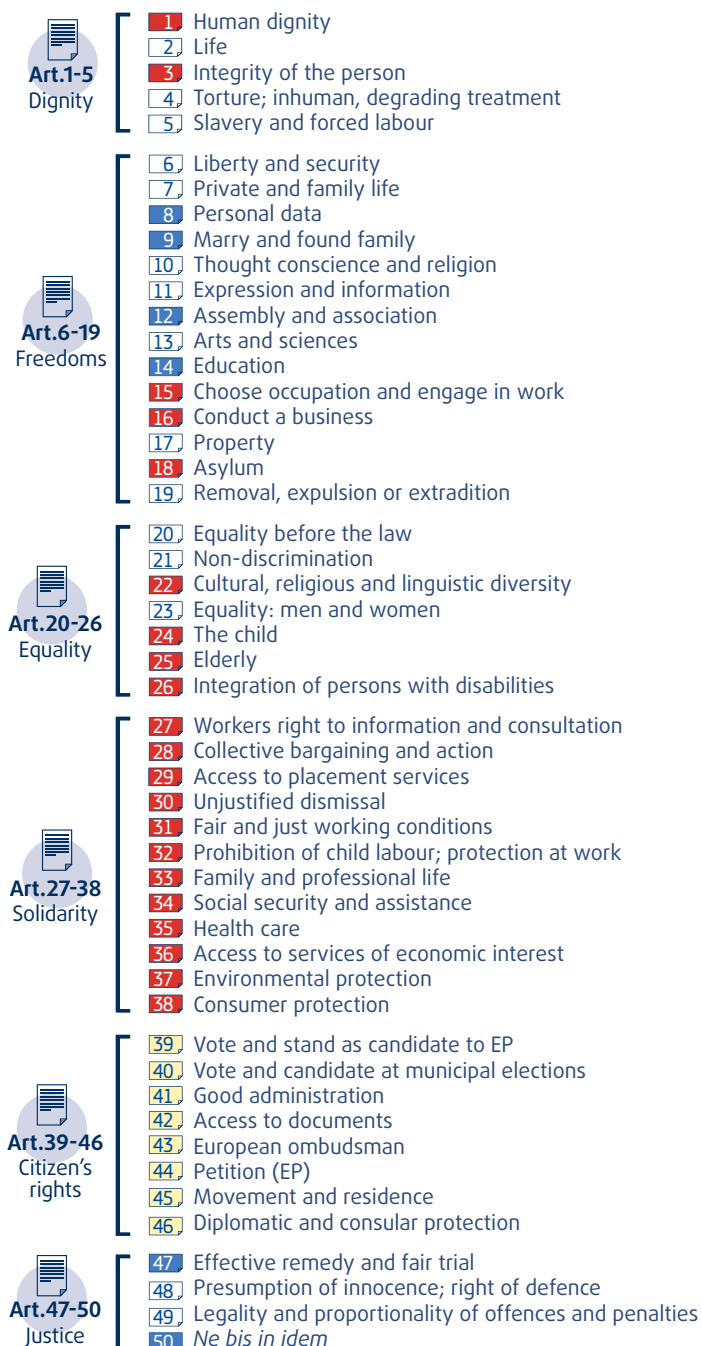 Art.1-5
Dignity
1 Human dignity
2 Life
3 Integrity of the person
4 Torture; inhuman, degrading treatment
5 Slavery and forced labour
Art.6-19
Freedoms
6 Liberty and security
7 Private and family life
8 Personal data
9 Marry and found family
10 Thought conscience and religion
11 Expression and information
12 Assembly and association
13 Arts and sciences
14 Education
15 Choose occupation and engage in work
16 Conduct a business
17 Property
18 Asylum
19 Removal, expulsion or extradition
Art.20-26
Equality
20 Equality before the law
21 Non-discrimination
22 Cultural, religious and linguistic diversity
23 Equality: men and women
24 The child
25 Elderly
26 Integration of persons with disabilities
Art.27-38
Solidarity
27 Workers right to information and consultation
28 Collective bargaining and action
29 Access to placement services
30 Unjustified dismissal
31 Fair and just working conditions
32 Prohibition of child labour; protection at work
33 Family and professional life
34 Social security and assistance
35 Health care
36 Access to services of economic interest
37 Environmental protection
38 Consumer protection
Art.39-46
Citizen’s
rights
39 Vote and stand as candidate to EP
40 Vote and candidate at municipal elections
41 Good administration
42 Access to documents
43 European ombudsman
44 Petition (EP)
45 Movement and residence
46 Diplomatic and consular protection
Art.47-50
Justice
47 Effective remedy and fair trial
48 Presumption of innocence; right of defence
49 Legality and proportionality of offences and penalties
50 Ne bis in idem